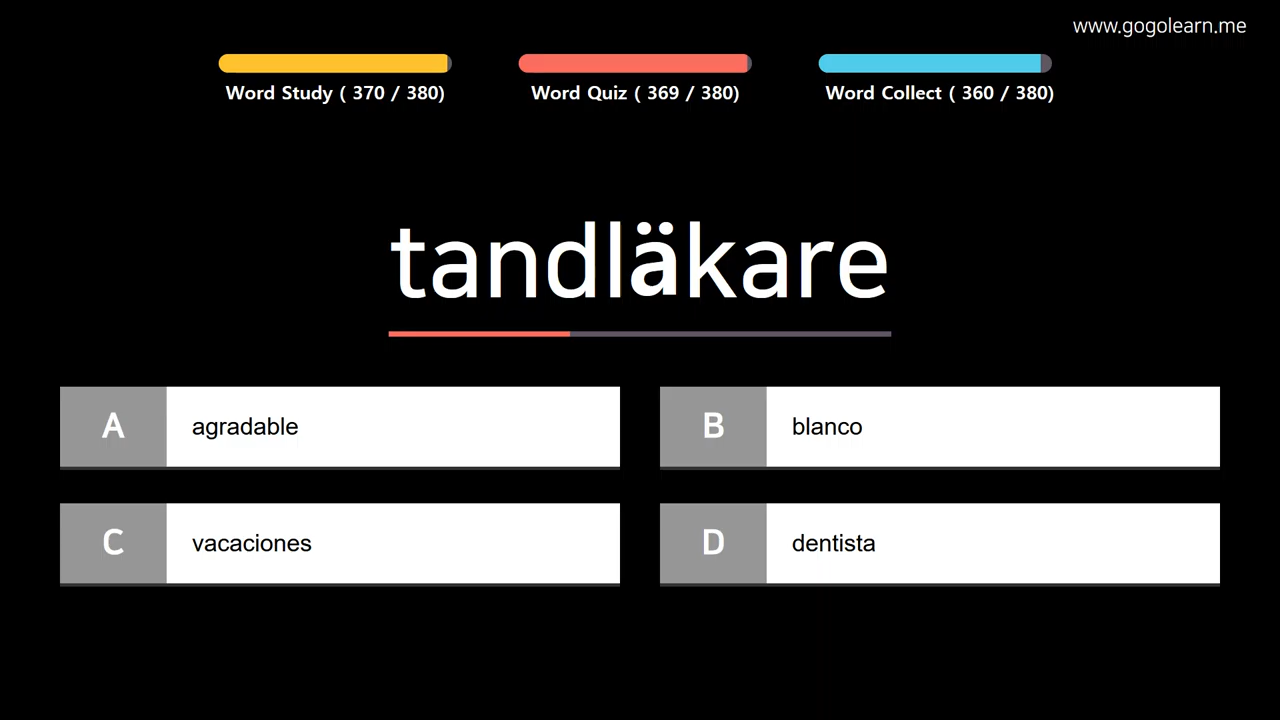 www.gogolearn.me
Word Study ( 370 / 380)
Word Quiz ( 369 / 380)
Word Collect ( 360 / 380)
tandläkare
A agradable
B blanco
C vacaciones
D dentista